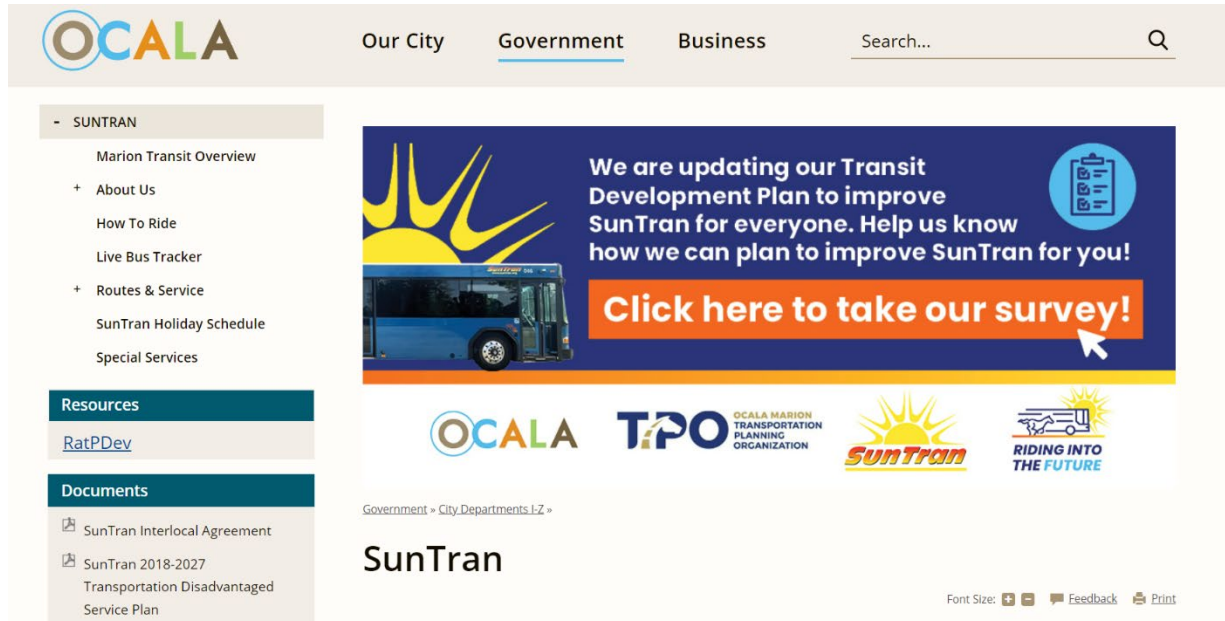 OCALA
Our City
Government
Business
Search...
- SUNTRAN
Marion Transit Overview
+ About Us
How To Ride
Live Bus Tracker
+ Routes & Service
SunTran Holiday Schedule
Special Services
Resources
RatPDev
Documents
SunTran Interlocal Agreement
SunTran 2018-2027
Transportation Disadvantaged
Service Plan
We are updating our Transit
Development Plan to improve
SunTran for everyone. Help us know
how we can plan to improve SunTran for you!
Click here to take our survey!
SunTran
OCALA
TPO
OCALA MARION
TRANSPORTATION
PLANNING
ORGANIZATION
SunTran
RIDING INTO
THE FUTURE
Government » City Departments I-Z »
SunTran
Font Size: + - Feedback Print